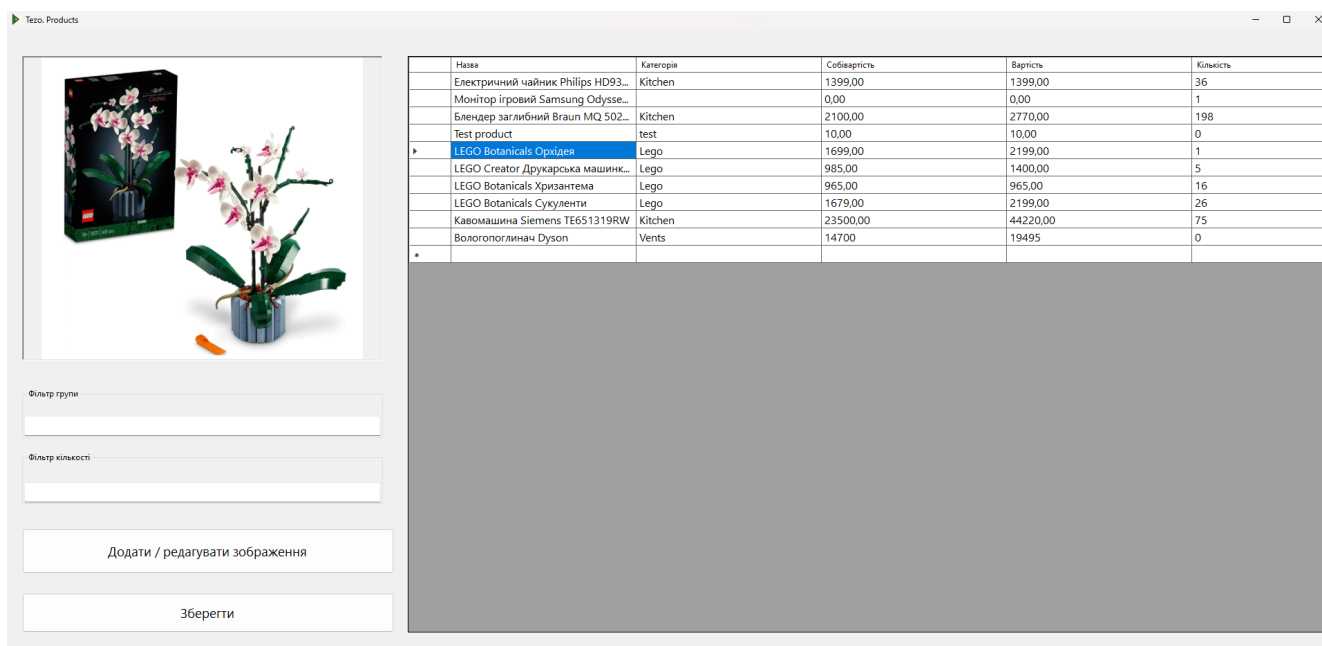 Tezo. Products
Orchid
LEGO
Фільтр групи
Фільтр кількості
Додати / редагувати зображення
Зберегти
Назва Категорія Собівартість Вартість Кількість
Електричний чайник Philips HD93... Kitchen 1399,00 1399,00 36
Монітор ігровий Samsung Odysse... 0,00 0,00 1
Блендер заглибний Braun MQ 502... Kitchen 2100,00 2770,00 198
Test product test 10,00 10,00 0
LEGO Botanicals Орхідея Lego 1699,00 2199,00 1
LEGO Creator Друкарська машинк... Lego 985,00 1400,00 5
LEGO Botanicals Хризантема Lego 965,00 965,00 16
LEGO Botanicals Сукуленти Lego 1679,00 2199,00 26
Кавомашина Siemens TE651319RW Kitchen 23500,00 44220,00 75
Вологопоглинач Dyson Vents 14700 19495 0